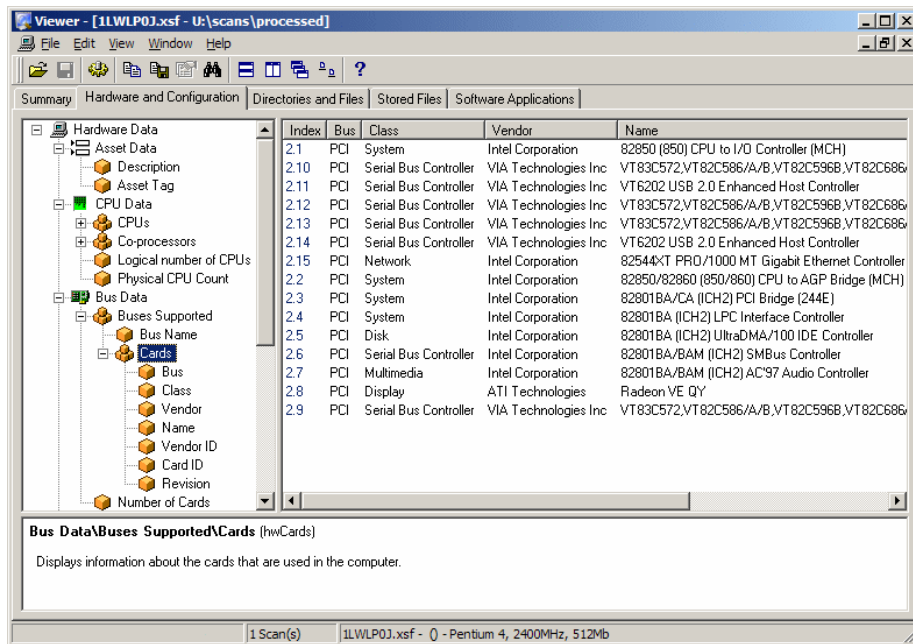 Viewer - [1LWLP0J.xsf - U:\scans\processed]
File Edit View Window Help
Summary Hardware and Configuration Directories and Files Stored Files Software Applications
Hardware Data
Asset Data
Description
Asset Tag
CPU Data
CPUs
Co-processors
Logical number of CPUs
Physical CPU Count
Bus Data
Buses Supported
Bus Name
Cards
Bus
Class
Vendor
Name
Vendor ID
Card ID
Revision
Number of Cards
Index Bus Class Vendor Name
2.1 PCI System Intel Corporation 82850 (850) CPU to I/O Controller (MCH)
2.10 PCI Serial Bus Controller VIA Technologies Inc VT83C572,VT82C586/A/B,VT82C596B,VT82C686/
2.11 PCI Serial Bus Controller VIA Technologies Inc VT6202 USB 2.0 Enhanced Host Controller
2.12 PCI Serial Bus Controller VIA Technologies Inc VT83C572,VT82C586/A/B,VT82C596B,VT82C686/
2.13 PCI Serial Bus Controller VIA Technologies Inc VT83C572,VT82C586/A/B,VT82C596B,VT82C686/
2.14 PCI Serial Bus Controller VIA Technologies Inc VT6202 USB 2.0 Enhanced Host Controller
2.15 PCI Network Intel Corporation 82544XT PRO/1000 MT Gigabit Ethernet Controller
2.2 PCI System Intel Corporation 82850/82860 (850/860) CPU to AGP Bridge (MCH)
2.3 PCI System Intel Corporation 82801BA/CA (ICH2) PCI Bridge (244E)
2.4 PCI System Intel Corporation 82801BA (ICH2) LPC Interface Controller
2.5 PCI Disk Intel Corporation 82801BA (ICH2) UltraDMA/100 IDE Controller
2.6 PCI Serial Bus Controller Intel Corporation 82801BA/BAM (ICH2) SMBus Controller
2.7 PCI Multimedia Intel Corporation 82801BA/BAM (ICH2) AC'97 Audio Controller
2.8 PCI Display ATI Technologies Radeon VE QY
2.9 PCI Serial Bus Controller VIA Technologies Inc VT83C572,VT82C586/A/B,VT82C596B,VT82C686/
Bus Data\Buses Supported\Cards (hwCards)
Displays information about the cards that are used in the computer.
1 Scan(s) 1LWLP0J.xsf - () - Pentium 4, 2400MHz, 512Mb